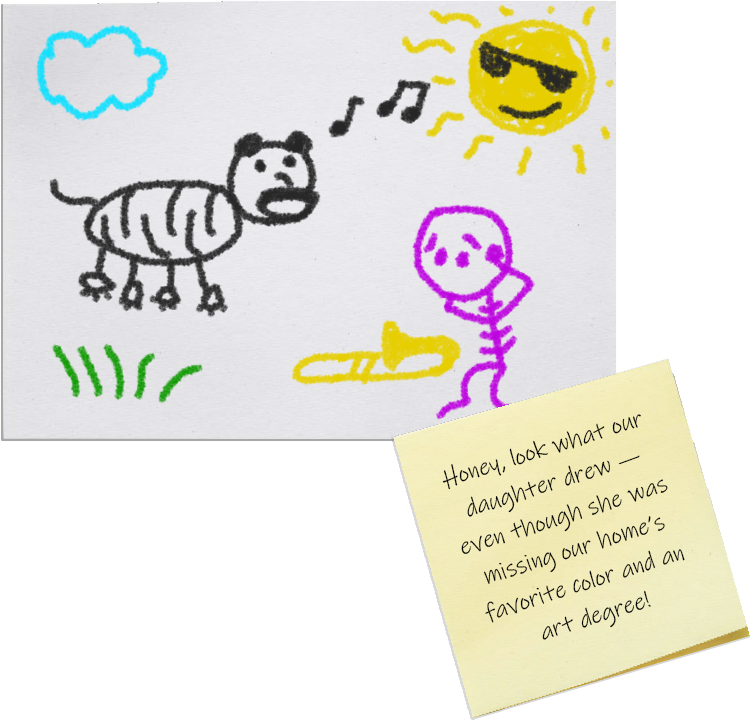 Honey, look what our
daughter drew —
even though she was
missing our home's
favorite color and an
art degree!